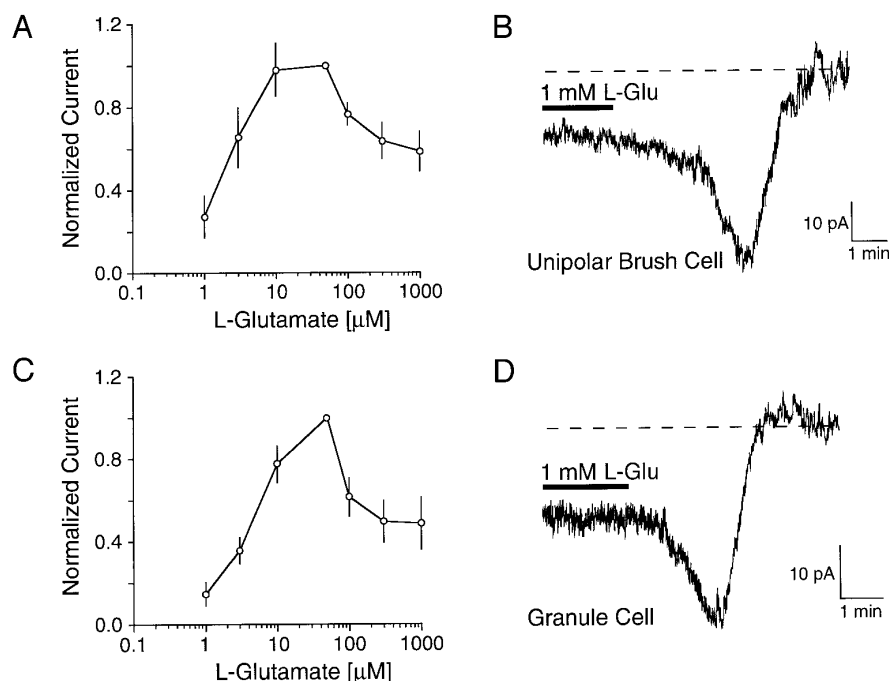 A
1.2
0.8
0.4
0.0
Normalized Current
0.1
1
10
100
1000
L-Glutamate [µM]
B
1 mM L-Glu
10 pA
1 min
Unipolar Brush Cell
C
1.2
0.8
0.4
0.0
Normalized Current
0.1
1
10
100
1000
L-Glutamate [µM]
D
1 mM L-Glu
10 pA
1 min
Granule Cell